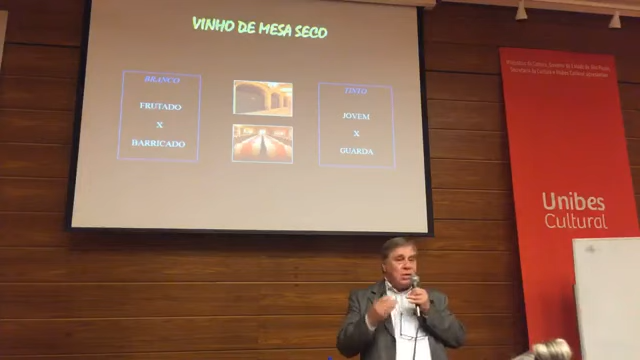 VINHO DE MESA SECO
BRANCO
FRUTADO
X
BARRICADO
TINTO
JOVEM
X
GUARDA
Unibes
Cultural